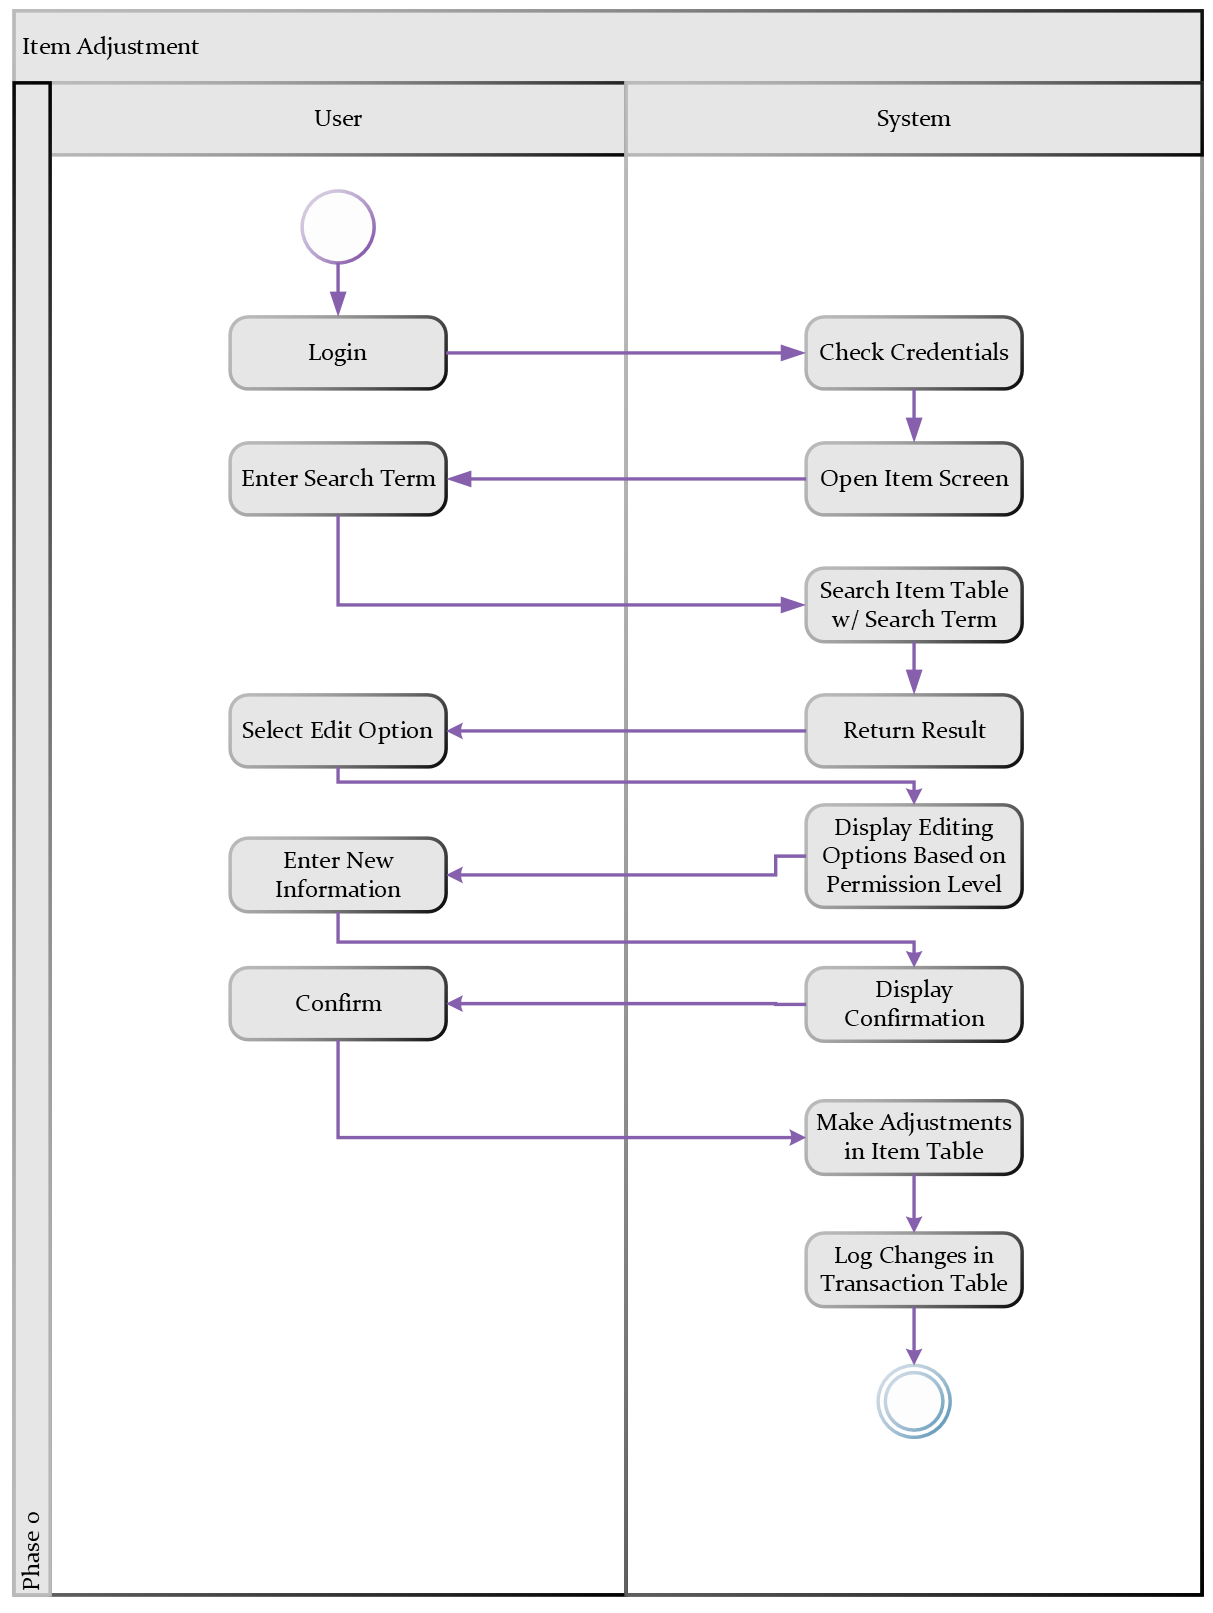 Item Adjustment
User
System
Login
Check Credentials
Enter Search Term
Open Item Screen
Search Item Table
w/ Search Term
Select Edit Option
Return Result
Display Editing
Options Based on
Permission Level
Enter New
Information
Confirm
Display
Confirmation
Make Adjustments
in Item Table
Log Changes in
Transaction Table
Phase 0